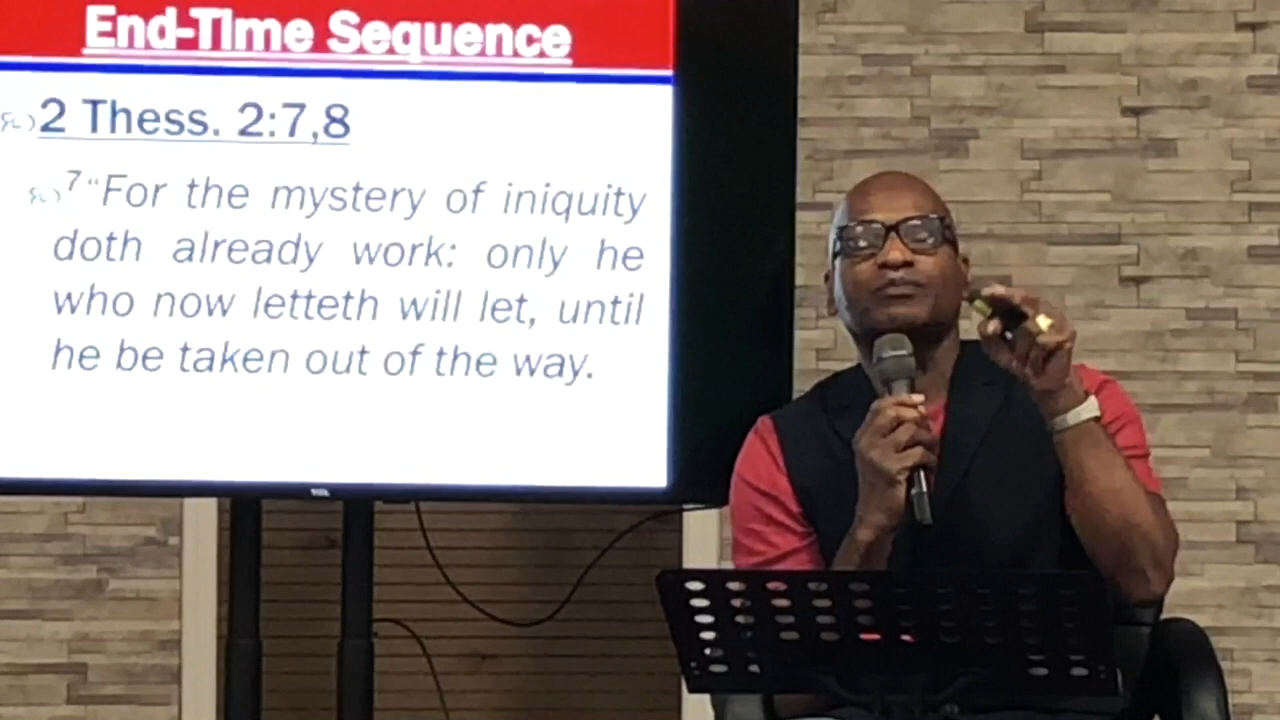 End-Time Sequence
2 Thess. 2:7,8
7 “For the mystery of iniquity
doth already work: only he
who now letteth will let, until
he be taken out of the way.
TCL